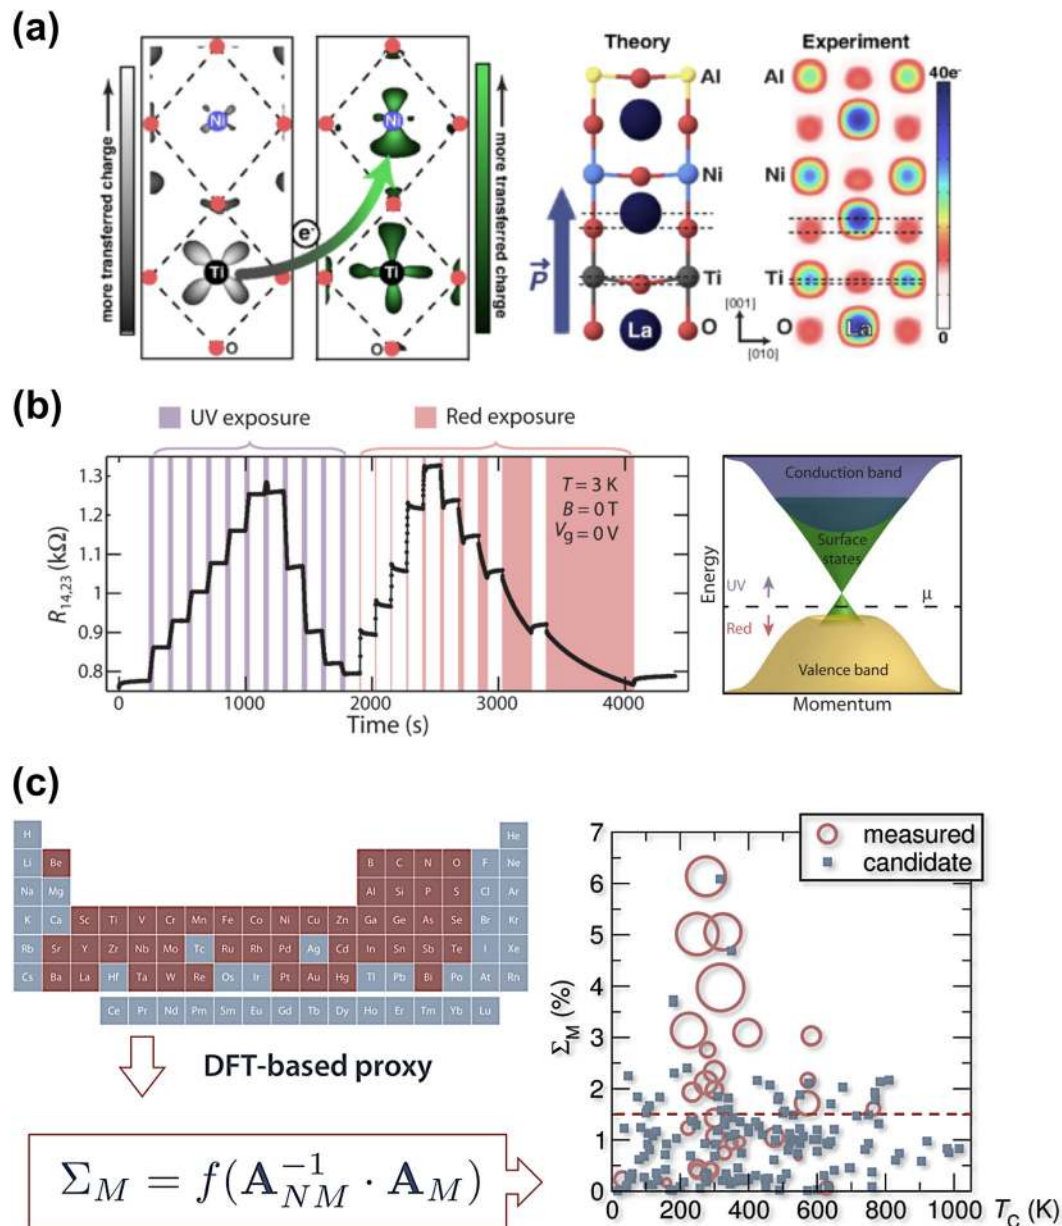 (a)
more transferred charge
Ni
Ti
O
e-
Ni
Ti
O
more transferred charge
Theory
Experiment
Al
Ni
Ti
O
P
La
[001]
[010]
Al
Ni
Ti
O
La
40e-
0
(b)
UV exposure
Red exposure
1.3
1.2
1.1
1
0.9
0.8
R14,23 (kΩ)
T = 3 K
B = 0 T
Vg = 0 V
0 1000 2000 3000 4000
Time (s)
Conduction band
Surface
states
UV
μ
Red
Valence band
Energy
Momentum
(c)
H He
Li Be B C N O F Ne
Na Mg Al Si P S Cl Ar
K Ca Sc Ti V Cr Mn Fe Co Ni Cu Zn Ga Ge As Se Br Kr
Rb Sr Y Zr Nb Mo Tc Ru Rh Pd Ag Cd In Sn Sb Te I Xe
Cs Ba La Hf Ta W Re Os Ir Pt Au Hg Tl Pb Bi Po At Rn
Ce Pr Nd Pm Sm Eu Gd Tb Dy Ho Er Tm Yb Lu
DFT-based proxy
ΣM = f(A⁻¹NM · AM)
measured
candidate
7
6
5
4
3
2
1
0
ΣM (%)
0 200 400 600 800 1000
TC (K)